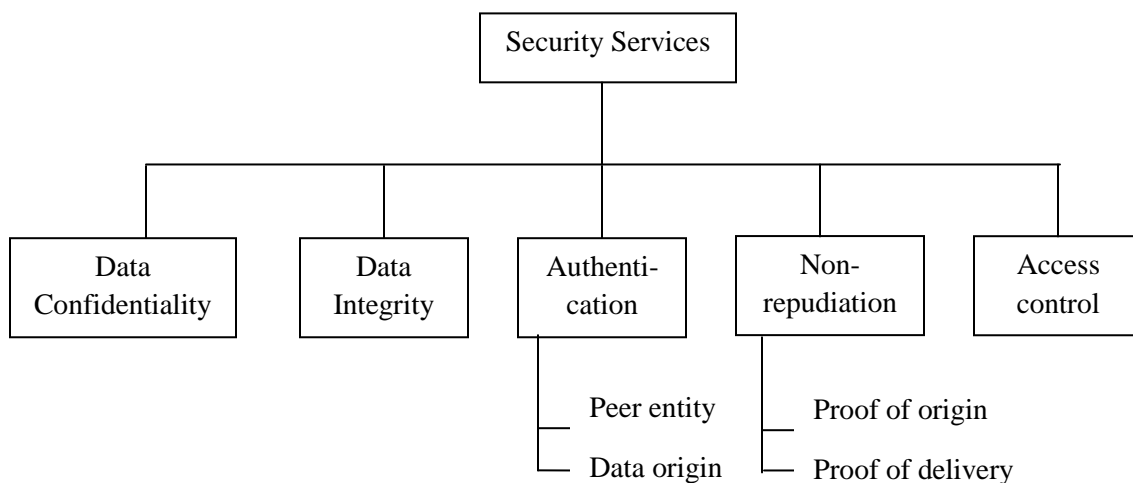 Security Services
Data
Confidentiality
Data
Integrity
Authenti-
cation
Non-
repudiation
Access
control
Peer entity
Data origin
Proof of origin
Proof of delivery